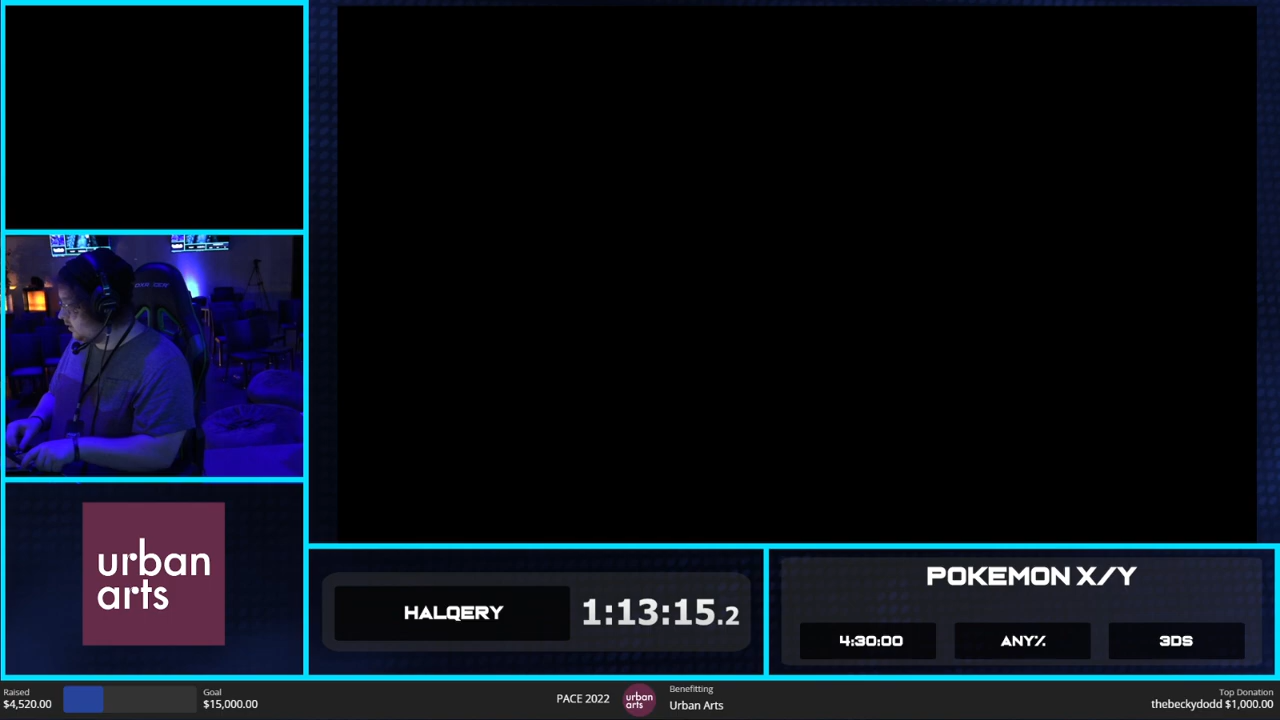 urban
arts
HALQERY
1:13:15.2
POKEMON X/Y
4:30:00
ANY%
3DS
Raised
$4,520.00
Goal
$15,000.00
PACE 2022
urban
arts
Benefitting
Urban Arts
Top Donation
thebeckydodd $1,000.00